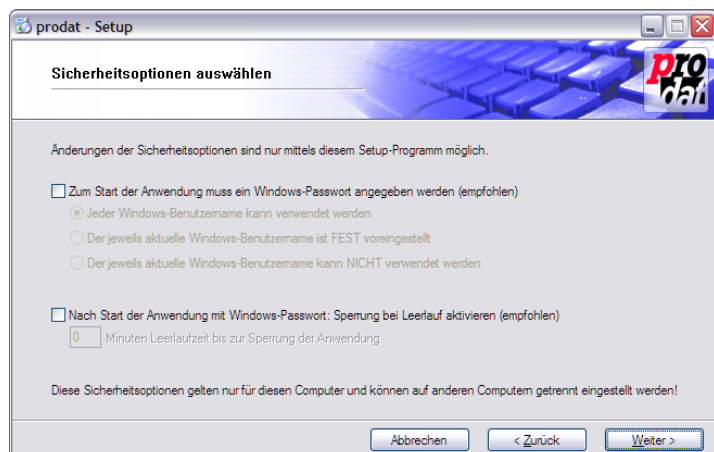 prodat - Setup
Sicherheitsoptionen auswählen
pro
dat
Änderungen der Sicherheitsoptionen sind nur mittels diesem Setup-Programm möglich.
Zum Start der Anwendung muss ein Windows-Passwort angegeben werden (empfohlen)
Jeder Windows-Benutzername kann verwendet werden
Der jeweils aktuelle Windows-Benutzername ist FEST voreingestellt
Der jeweils aktuelle Windows-Benutzername kann NICHT verwendet werden
Nach Start der Anwendung mit Windows-Passwort: Sperrung bei Leerlauf aktivieren (empfohlen)
0 Minuten Leerlaufzeit bis zur Sperrung der Anwendung
Diese Sicherheitsoptionen gelten nur für diesen Computer und können auf anderen Computern getrennt eingestellt werden!
Abbrechen < Zurück Weiter >